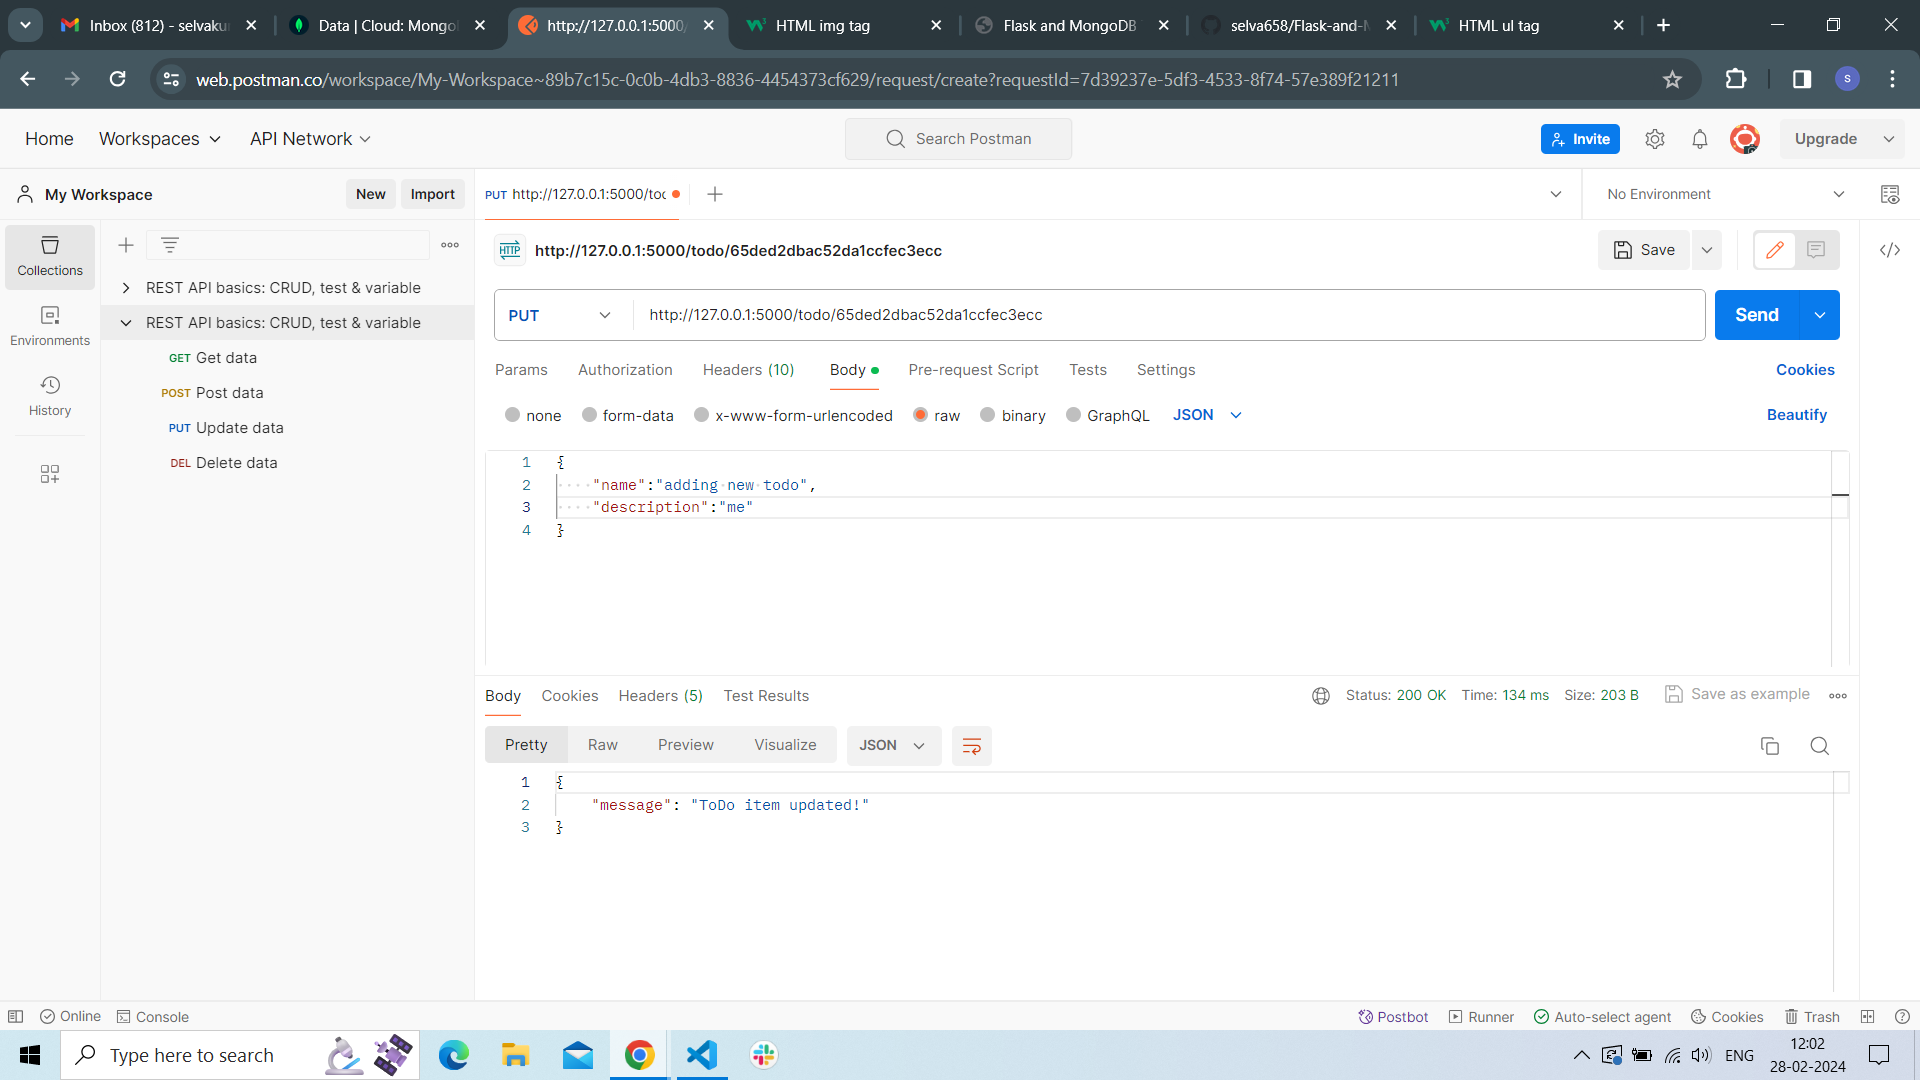 Inbox (812) - selvaku
Data | Cloud: Mongo
http://127.0.0.1:5000/
HTML img tag
Flask and MongoDB
selva658/Flask-and-M
HTML ul tag
web.postman.co/workspace/My-Workspace~89b7c15c-0c0b-4db3-8836-4454373cf629/request/create?requestId=7d39237e-5df3-4533-8f74-57e389f21211
S
Home Workspaces API Network
Search Postman
Invite
Upgrade
My Workspace
New
Import
PUT http://127.0.0.1:5000/too
No Environment
Collections
Environments
History
REST API basics: CRUD, test & variable
REST API basics: CRUD, test & variable
GET Get data
POST Post data
PUT Update data
DEL Delete data
HTTP http://127.0.0.1:5000/todo/65ded2dbac52da1ccfec3ecc
Save
PUT http://127.0.0.1:5000/todo/65ded2dbac52da1ccfec3ecc
Send
Params Authorization Headers (10) Body Pre-request Script Tests Settings
Cookies
none form-data x-www-form-urlencoded raw binary GraphQL JSON
Beautify
1 {
2 "name":"adding new todo",
3 "description":"me"
4 }
Body Cookies Headers (5) Test Results
Status: 200 OK Time: 134 ms Size: 203 B Save as example
Pretty Raw Preview Visualize JSON
1 {
2 "message": "ToDo item updated!"
3 }
Online Console
Postbot Runner Auto-select agent Cookies Trash
Type here to search
ENG
12:02
28-02-2024